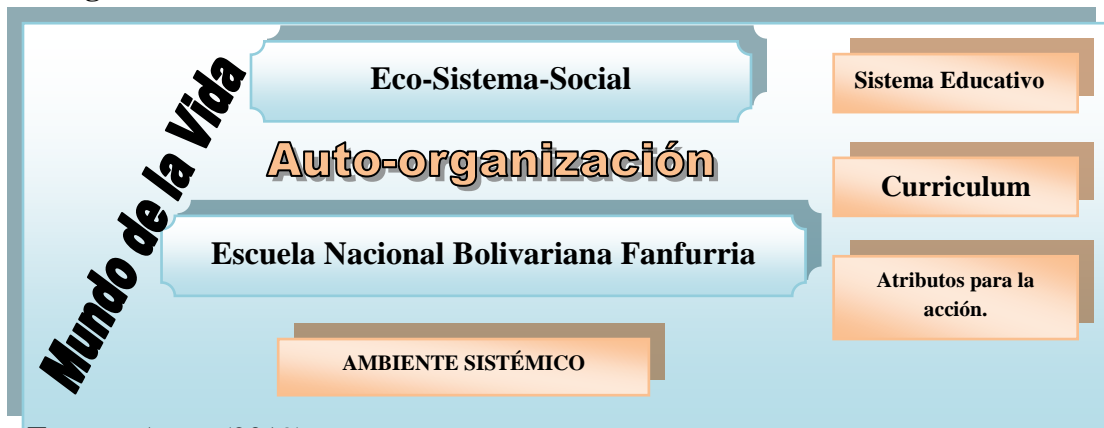 Mundo de la Vida
Eco-Sistema-Social
Sistema Educativo
Auto-organización
Curriculum
Escuela Nacional Bolivariana Fanfurria
Atributos para la
acción.
AMBIENTE SISTÉMICO